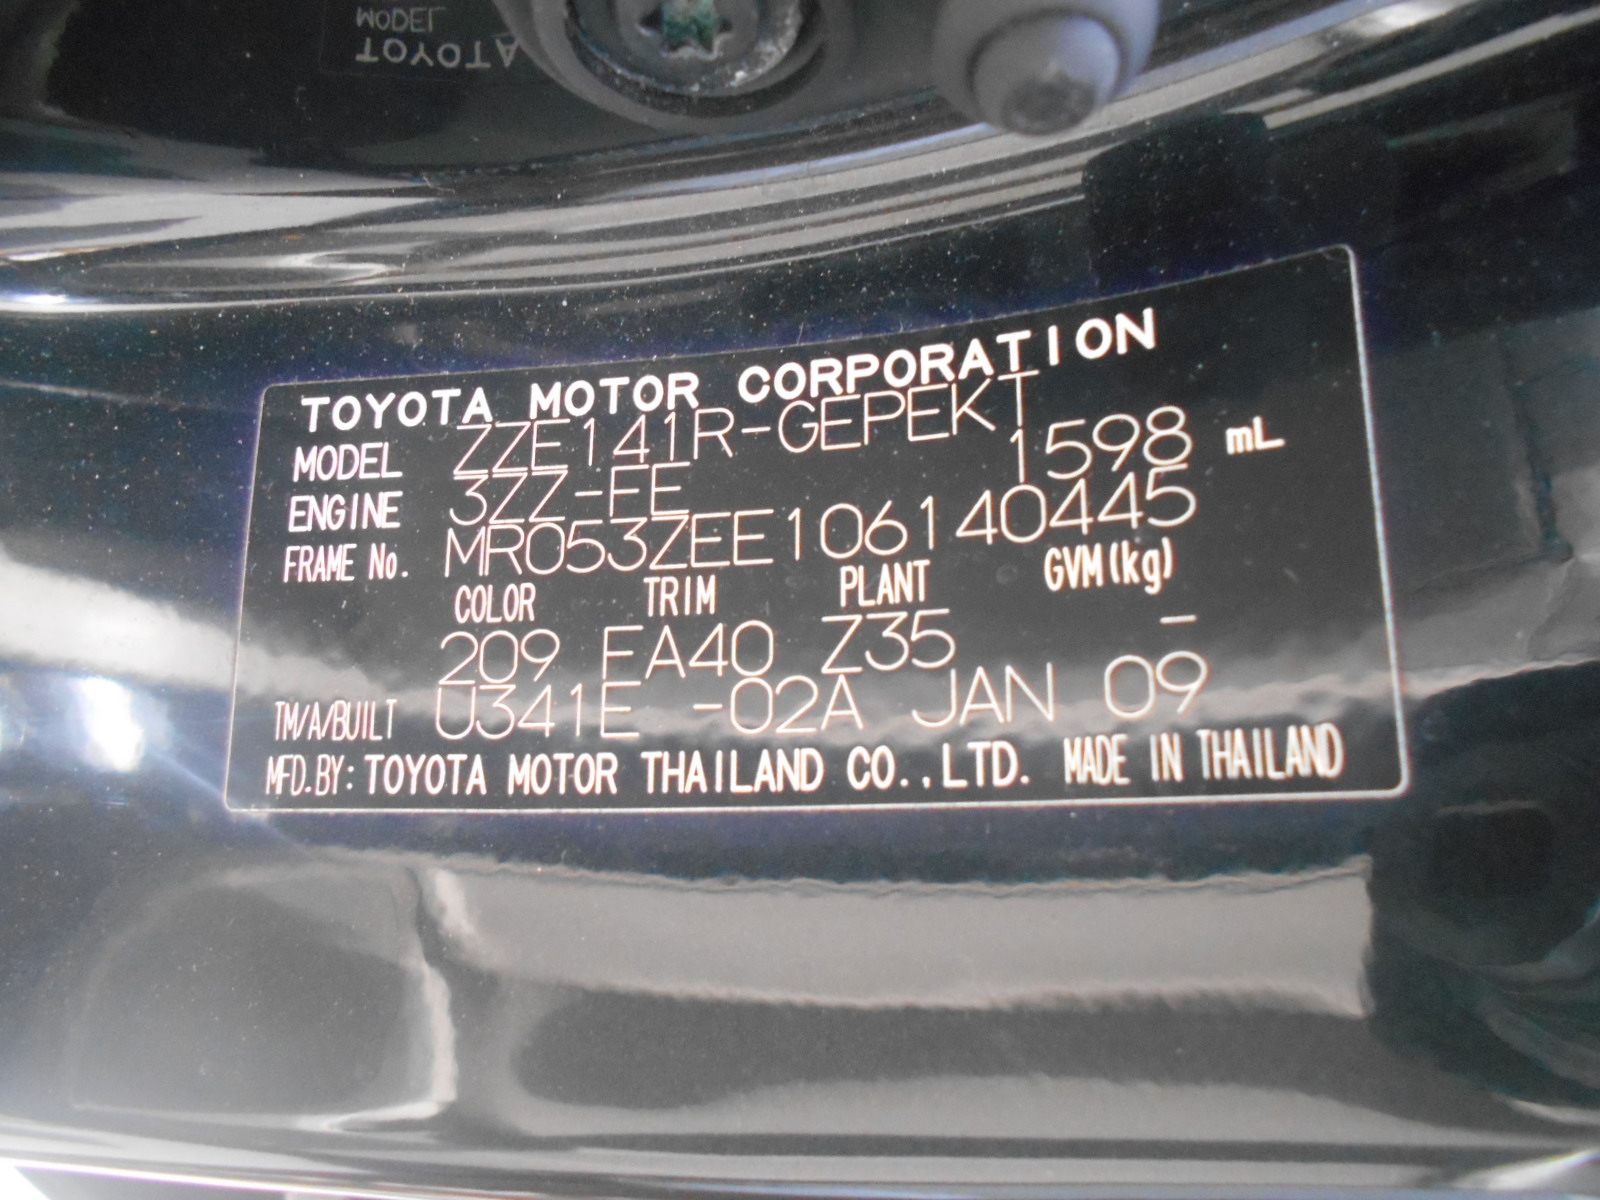 MODEL
TOYOTA
TOYOTA MOTOR CORPORATION
MODEL ZZE141R-GEPEKT
ENGINE 3ZZ-FE 1598 mL
FRAME No. MR053ZEE106140445
COLOR TRIM PLANT GVM(kg)
209 EA40 Z35 -
TM/A/BUILT U341E -02A JAN 09
MFD.BY: TOYOTA MOTOR THAILAND CO.,LTD. MADE IN THAILAND